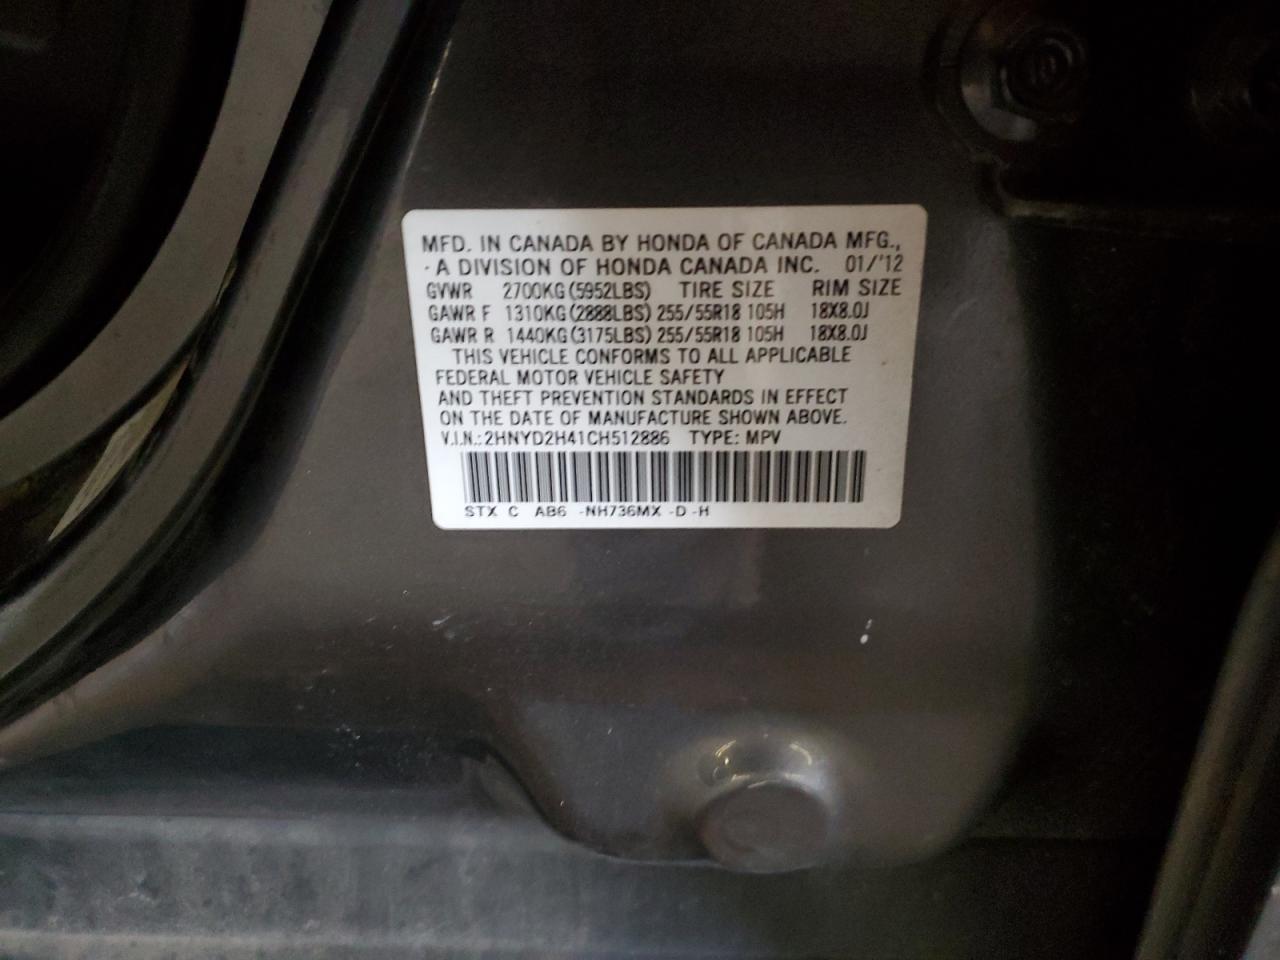 MFD. IN CANADA BY HONDA OF CANADA MFG.,
A DIVISION OF HONDA CANADA INC. 01/'12
GVWR 2700KG(5952LBS) TIRE SIZE RIM SIZE
GAWR F 1310KG(2888LBS) 255/55R18 105H 18X8.0J
GAWR R 1440KG(3175LBS) 255/55R18 105H 18X8.0J
THIS VEHICLE CONFORMS TO ALL APPLICABLE
FEDERAL MOTOR VEHICLE SAFETY
AND THEFT PREVENTION STANDARDS IN EFFECT
ON THE DATE OF MANUFACTURE SHOWN ABOVE.
V.I.N.: 2HNYD2H41CH512886 TYPE: MPV
STX C AB6 -NH736MX -D -H